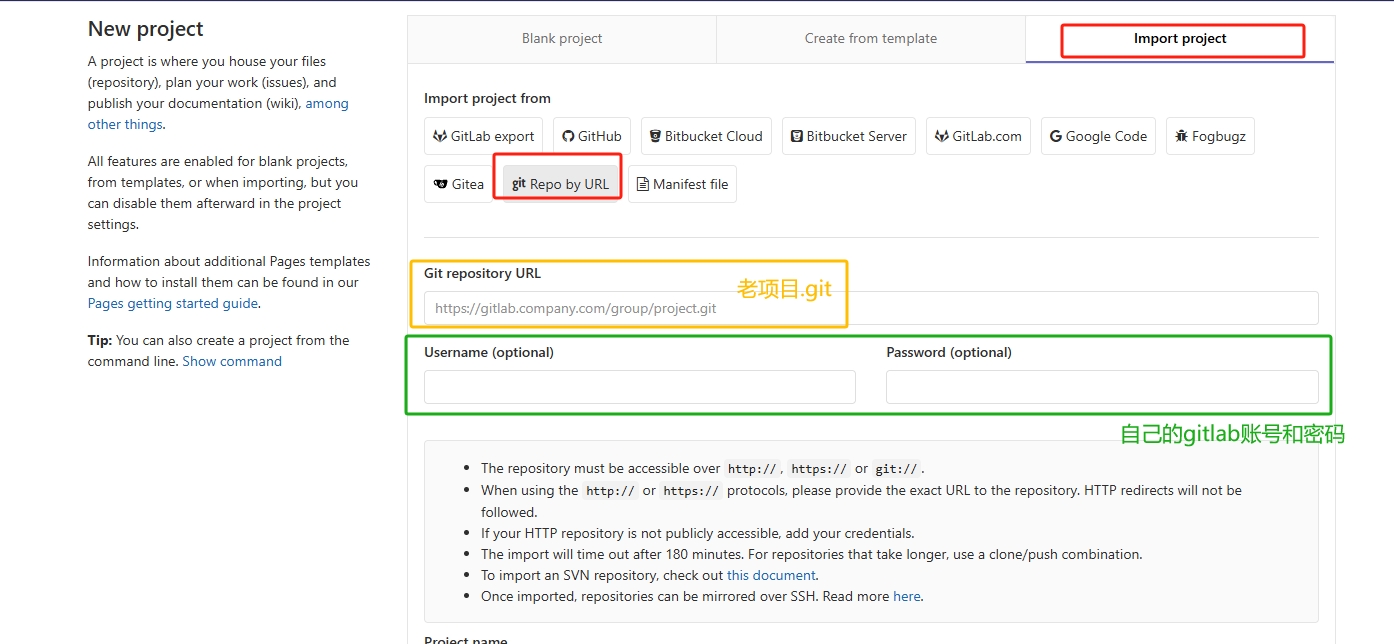 New project
A project is where you house your files
(repository), plan your work (issues), and
publish your documentation (wiki), among
other things.
All features are enabled for blank projects,
from templates, or when importing, but you
can disable them afterward in the project
settings.
Information about additional Pages templates
and how to install them can be found in our
Pages getting started guide.
Tip: You can also create a project from the
command line. Show command
Blank project
Create from template
Import project
Import project from
GitLab export
GitHub
Bitbucket Cloud
Bitbucket Server
GitLab.com
Google Code
Fogbugz
Gitea
git Repo by URL
Manifest file
Git repository URL
老项目.git
https://gitlab.company.com/group/project.git
Username (optional)
Password (optional)
自己的gitlab账号和密码
The repository must be accessible over http://, https:// or git://.
When using the http:// or https:// protocols, please provide the exact URL to the repository. HTTP redirects will not be
followed.
If your HTTP repository is not publicly accessible, add your credentials.
The import will time out after 180 minutes. For repositories that take longer, use a clone/push combination.
To import an SVN repository, check out this document.
Once imported, repositories can be mirrored over SSH. Read more here.
Project name